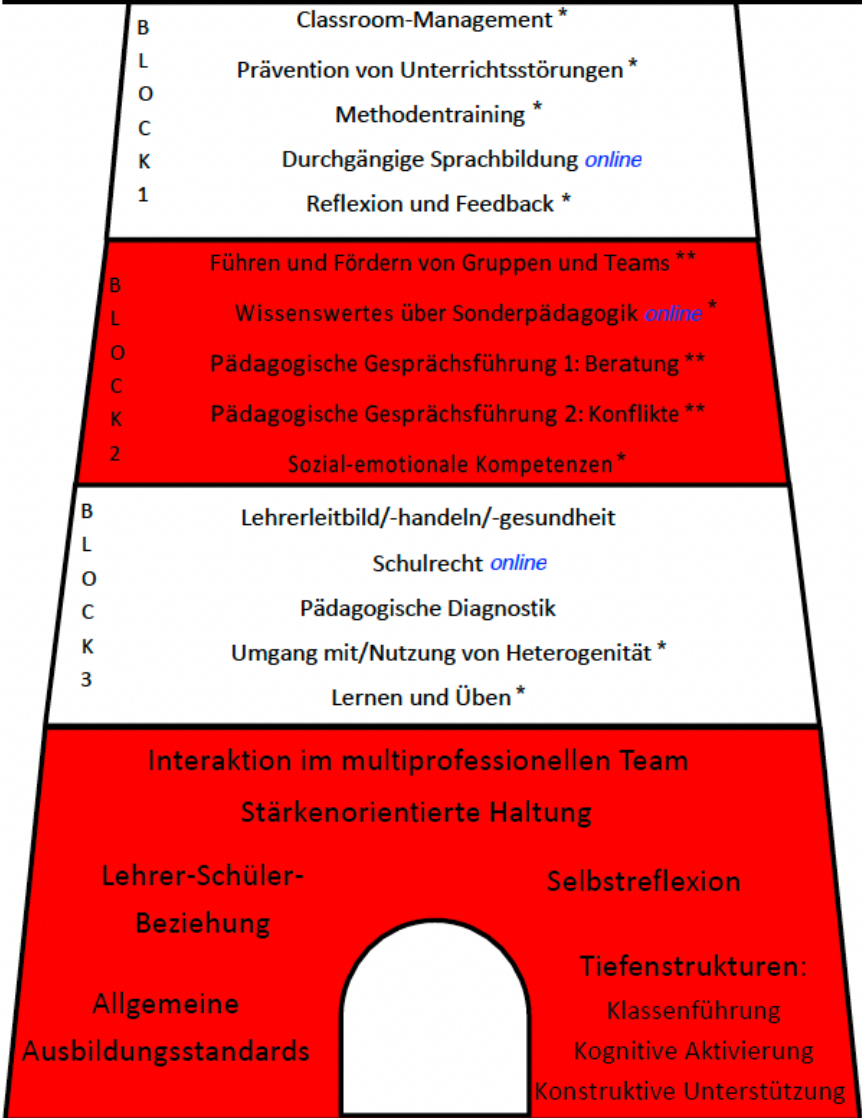 BLOCK1
Classroom-Management *
Prävention von Unterrichtsstörungen *
Methodentraining *
Durchgängige Sprachbildung online
Reflexion und Feedback *
BLOCK2
Führen und Fördern von Gruppen und Teams **
Wissenswertes über Sonderpädagogik online *
Pädagogische Gesprächsführung 1: Beratung **
Pädagogische Gesprächsführung 2: Konflikte **
Sozial-emotionale Kompetenzen *
BLOCK3
Lehrerleitbild/-handeln/-gesundheit
Schulrecht online
Pädagogische Diagnostik
Umgang mit/Nutzung von Heterogenität *
Lernen und Üben *
Interaktion im multiprofessionellen Team
Stärkenorientierte Haltung
Lehrer-Schüler-
Beziehung
Selbstreflexion
Allgemeine
Ausbildungsstandards
Tiefenstrukturen:
Klassenführung
Kognitive Aktivierung
Konstruktive Unterstützung